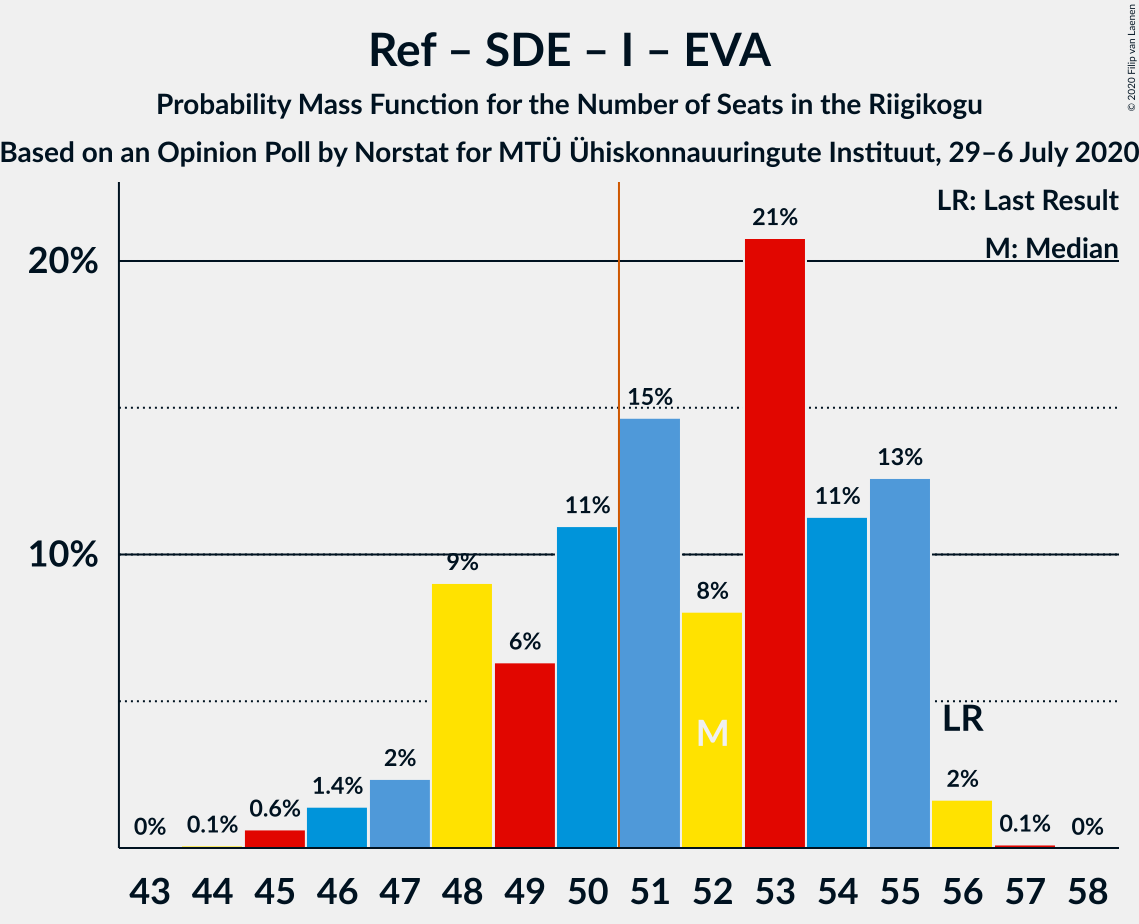 Ref – SDE – I – EVA
Probability Mass Function for the Number of Seats in the Riigikogu
Based on an Opinion Poll by Norstat for MTÜ Ühiskonnauuringute Instituut, 29–6 July 2020
© 2020 Filip van Laenen
LR: Last Result
M: Median
20%
10%
0%
0.1%
0.6%
1.4%
2%
9%
6%
11%
15%
8%
21%
11%
13%
2%
0.1%
0%
M
LR
43 44 45 46 47 48 49 50 51 52 53 54 55 56 57 58